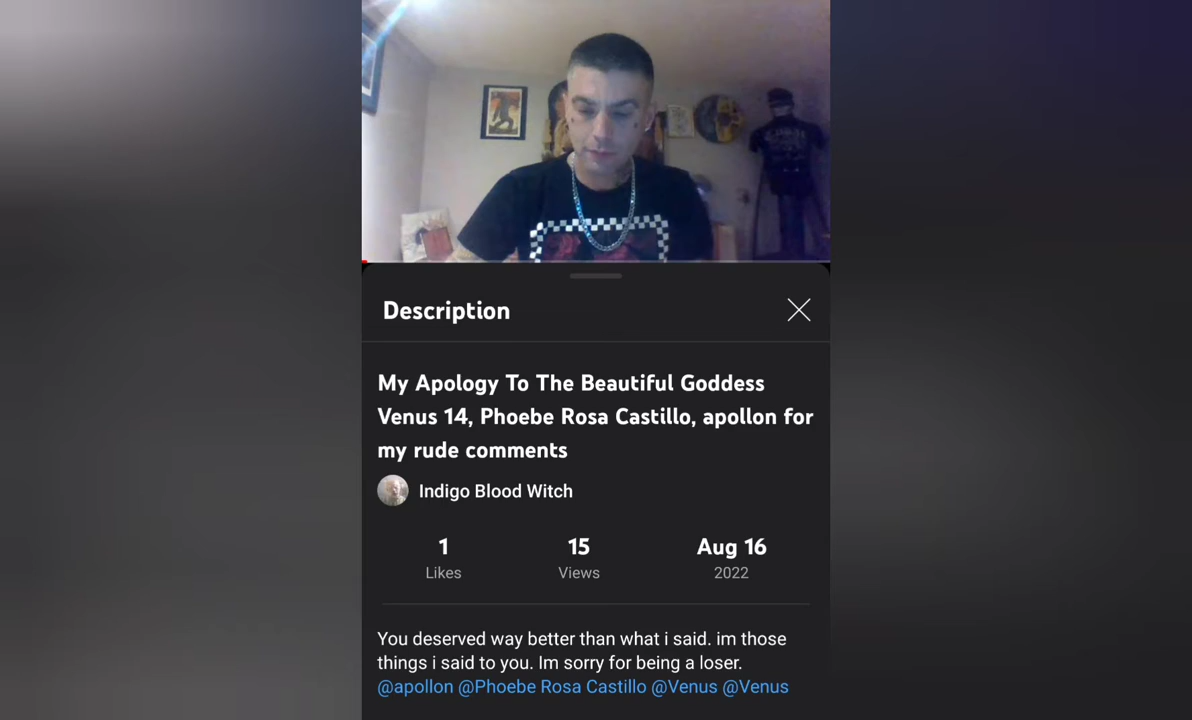 Description
My Apology To The Beautiful Goddess
Venus 14, Phoebe Rosa Castillo, apollon for
my rude comments
Indigo Blood Witch
1
Likes
15
Views
Aug 16
2022
You deserved way better than what i said. im those
things i said to you. Im sorry for being a loser.
@apollon @Phoebe Rosa Castillo @Venus @Venus